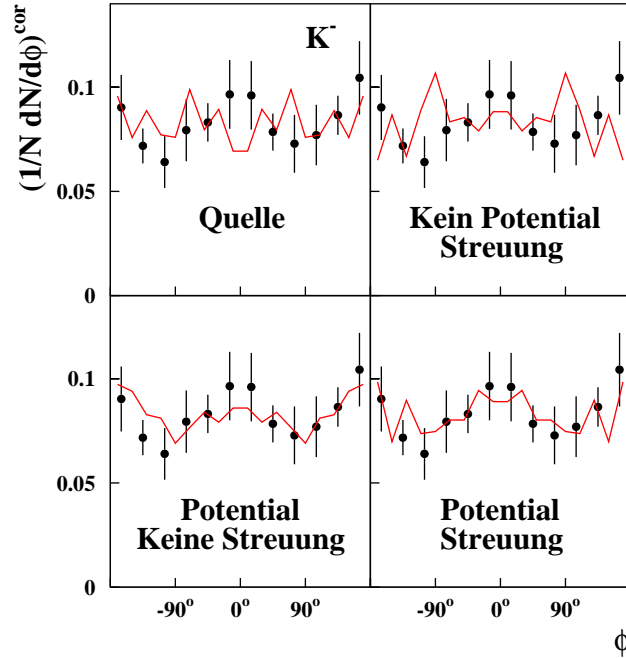 (1/N dN/dϕ)^cor
K^-
0.1
0.05
0
Quelle
Kein Potential
Streuung
0.1
0.05
0
Potential
Keine Streuung
Potential
Streuung
-90° 0° 90° -90° 0° 90°
ϕ